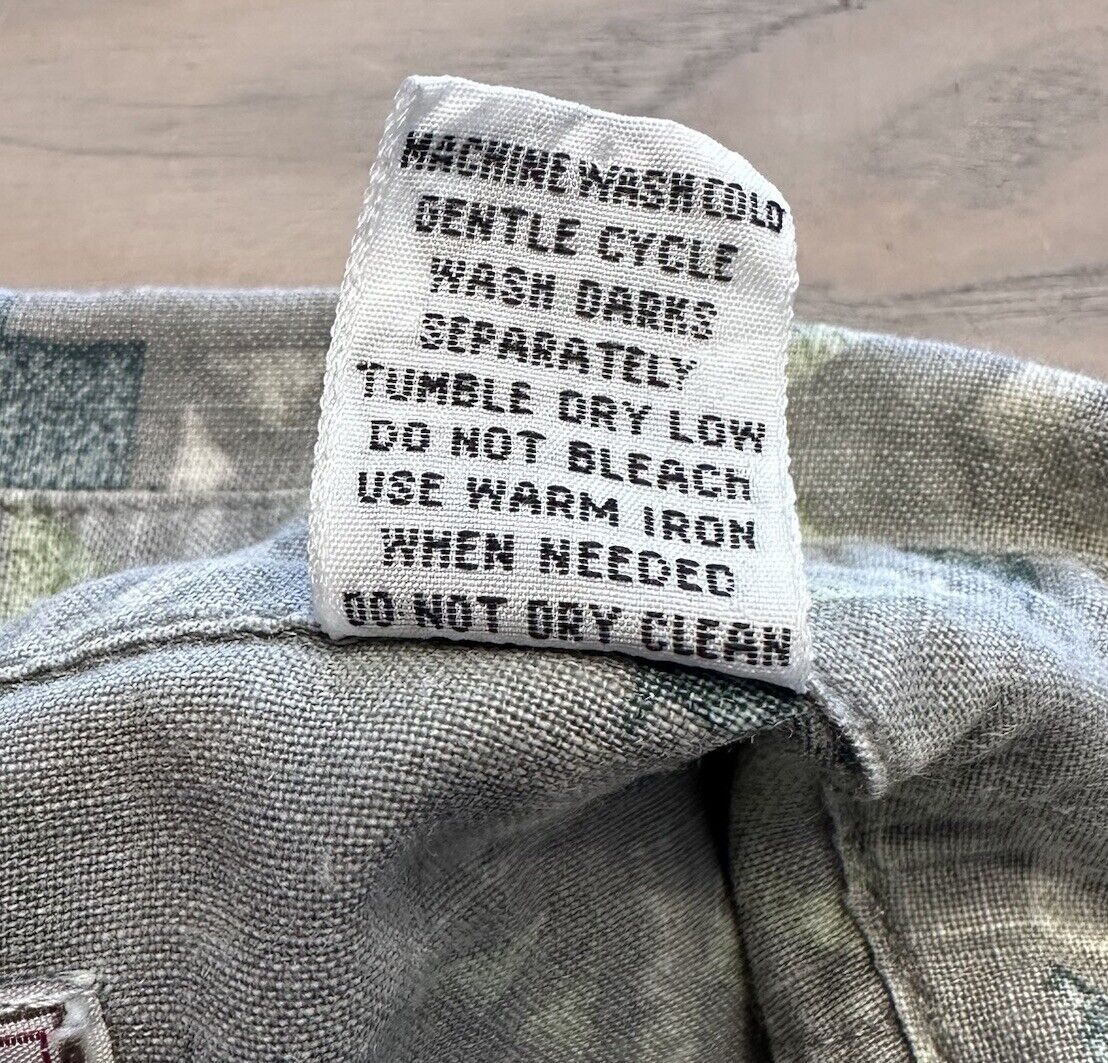 MACHINE WASH COLD
GENTLE CYCLE
WASH DARKS
SEPARATELY
TUMBLE DRY LOW
DO NOT BLEACH
USE WARM IRON
WHEN NEEDED
DO NOT DRY CLEAN